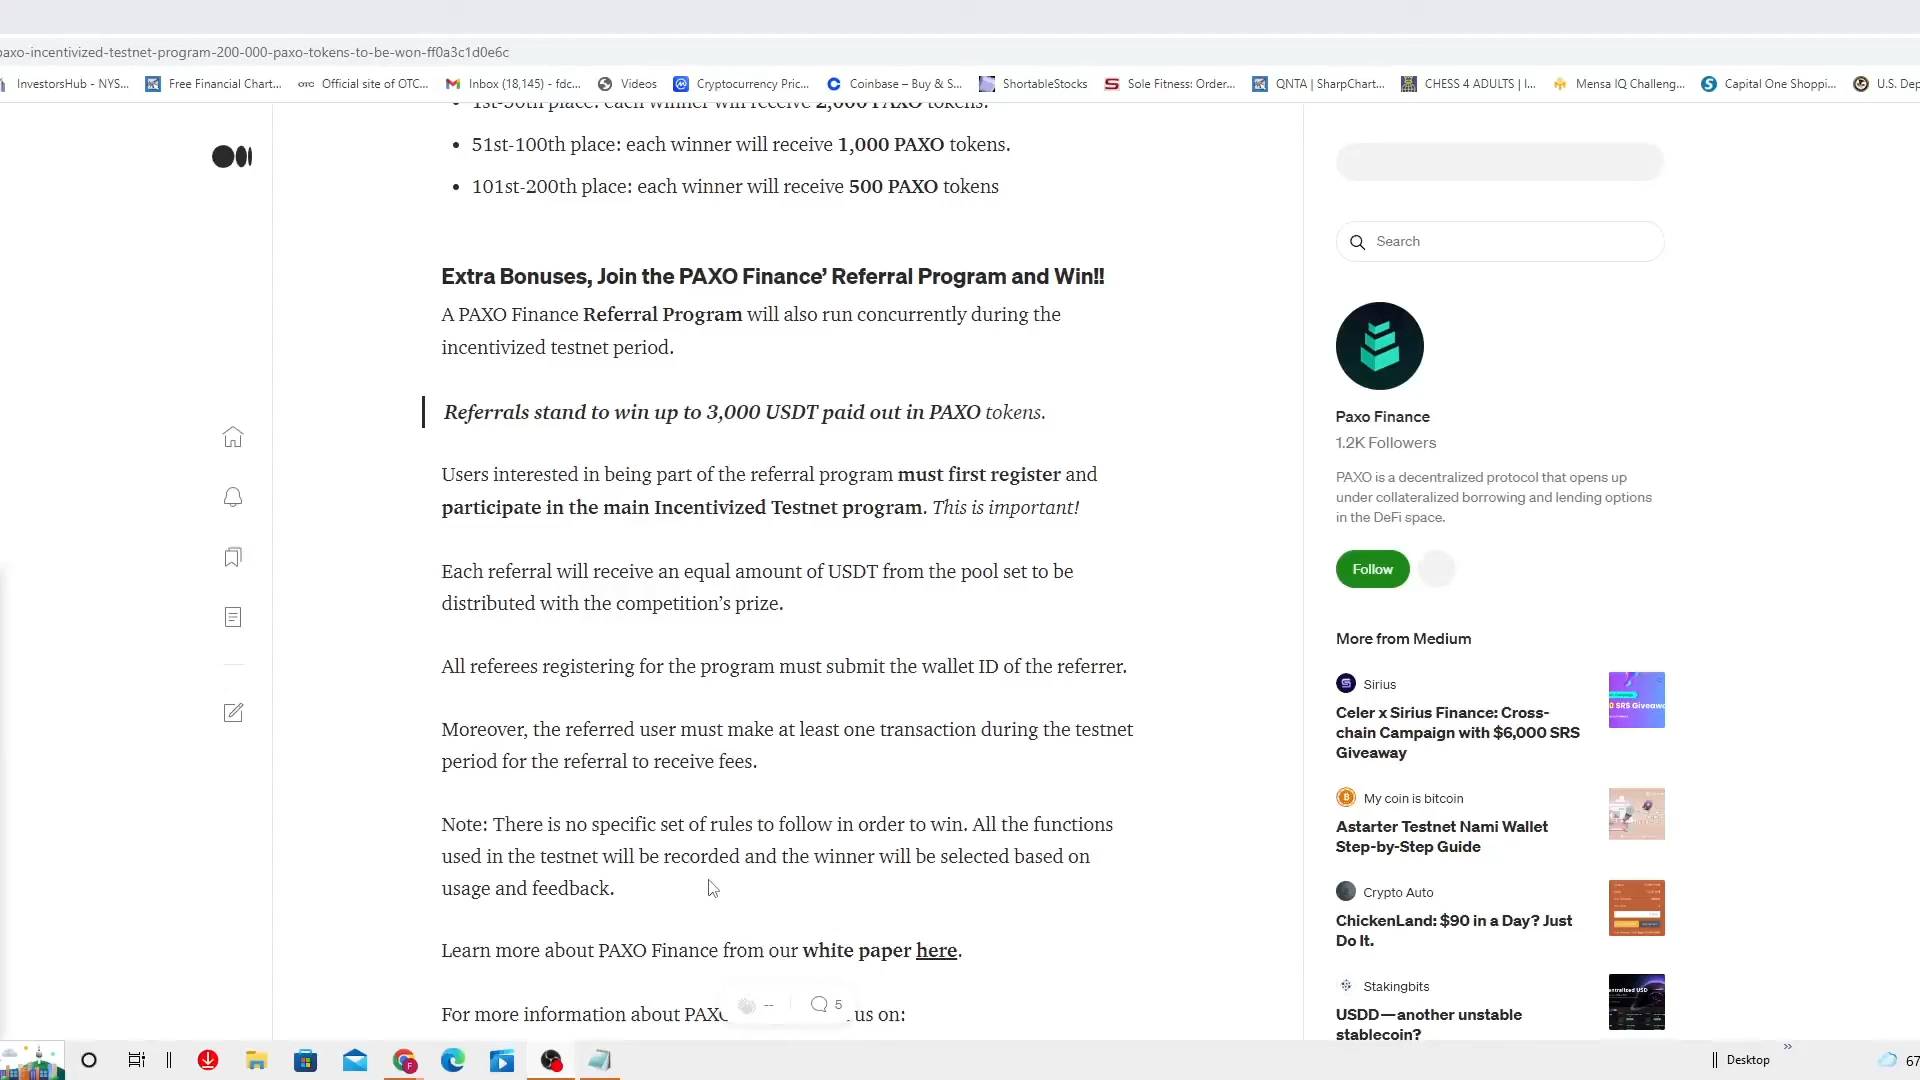 paxo-incentivized-testnet-program-200-000-paxo-tokens-to-be-won-ff0a3c1d0e6c
InvestorsHub - NYS... Free Financial Chart... OTC Official site of OTC... Inbox (18,145) - fdc... Videos Cryptocurrency Pric... Coinbase – Buy & S... ShortableStocks Sole Fitness: Order... QNTA | SharpChart... CHESS 4 ADULTS | I... Mensa IQ Challeng... Capital One Shoppi... U.S. Dep
1st-50th place: each winner will receive 2,000 PAXO tokens.
• 51st-100th place: each winner will receive 1,000 PAXO tokens.
• 101st-200th place: each winner will receive 500 PAXO tokens
Extra Bonuses, Join the PAXO Finance’ Referral Program and Win!!
A PAXO Finance Referral Program will also run concurrently during the
incentivized testnet period.
Referrals stand to win up to 3,000 USDT paid out in PAXO tokens.
Users interested in being part of the referral program must first register and
participate in the main Incentivized Testnet program. This is important!
Each referral will receive an equal amount of USDT from the pool set to be
distributed with the competition’s prize.
All referees registering for the program must submit the wallet ID of the referrer.
Moreover, the referred user must make at least one transaction during the testnet
period for the referral to receive fees.
Note: There is no specific set of rules to follow in order to win. All the functions
used in the testnet will be recorded and the winner will be selected based on
usage and feedback.
Learn more about PAXO Finance from our white paper here.
-- 5
For more information about PAXO us on:
Search
Paxo Finance
1.2K Followers
PAXO is a decentralized protocol that opens up
under collateralized borrowing and lending options
in the DeFi space.
Follow
More from Medium
Sirius
Celer x Sirius Finance: Cross-
chain Campaign with $6,000 SRS
Giveaway
My coin is bitcoin
Astarter Testnet Nami Wallet
Step-by-Step Guide
Crypto Auto
ChickenLand: $90 in a Day? Just
Do It.
Stakingbits
USDD—another unstable
stablecoin?
Desktop
67